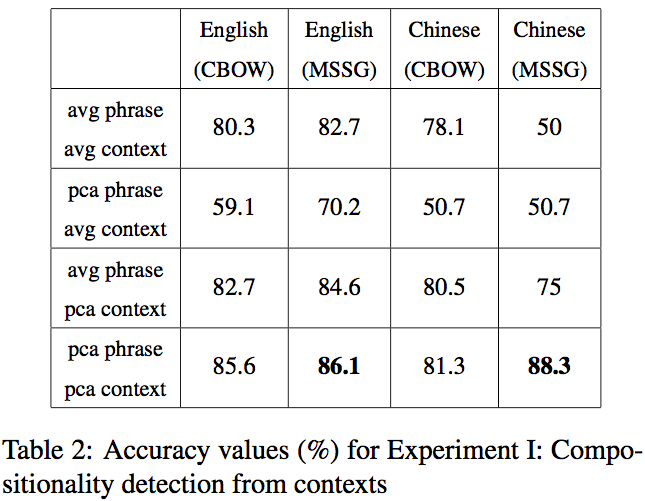 English English Chinese Chinese
(CBOW) (MSSG) (CBOW) (MSSG)
avg phrase
avg context
80.3 82.7 78.1 50
pca phrase
avg context
59.1 70.2 50.7 50.7
avg phrase
pca context
82.7 84.6 80.5 75
pca phrase
pca context
85.6 86.1 81.3 88.3
Table 2: Accuracy values (%) for Experiment I: Compo-
sitionality detection from contexts